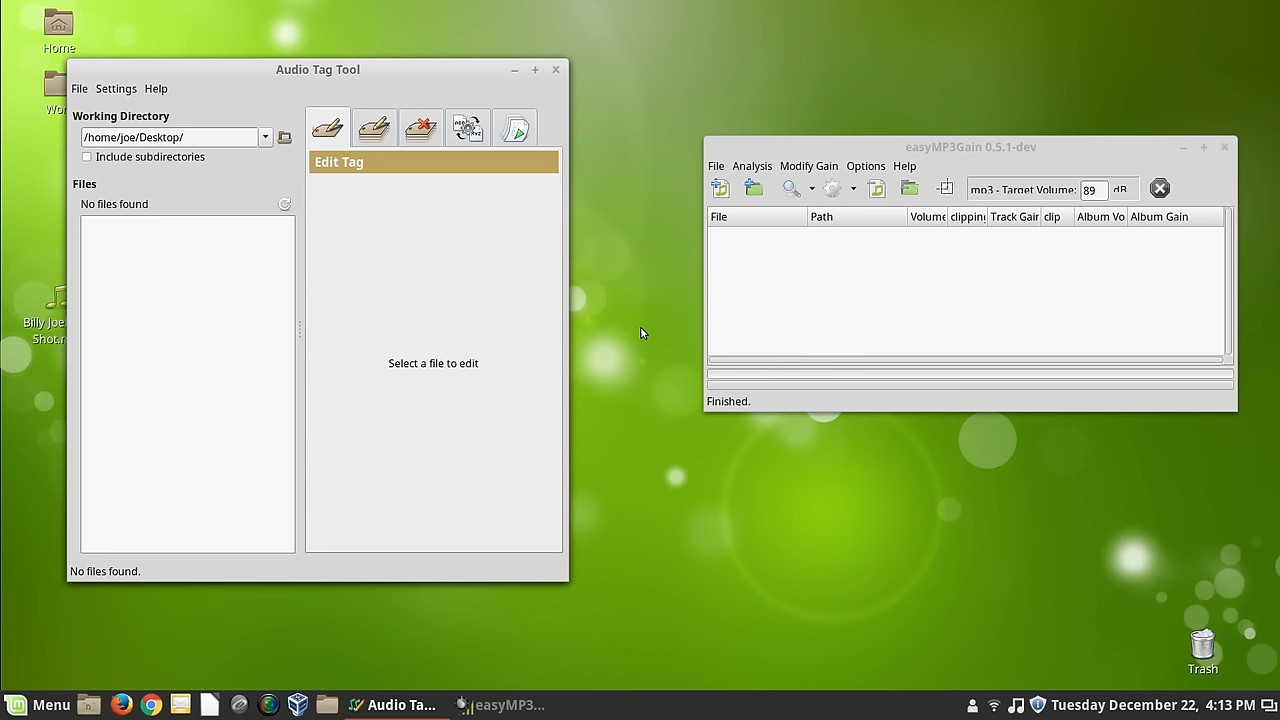 Home
Audio Tag Tool
File Settings Help
Working Directory
/home/joe/Desktop/
Include subdirectories
Files
No files found
Edit Tag
Select a file to edit
No files found.
Billy Joe
Shot.
easyMP3Gain 0.5.1-dev
File Analysis Modify Gain Options Help
mp3 - Target Volume: 89 dB
File Path Volume clipping Track Gain clip Album Vo Album Gain
Finished.
Trash
Menu Audio Ta... easyMP3... Tuesday December 22, 4:13 PM